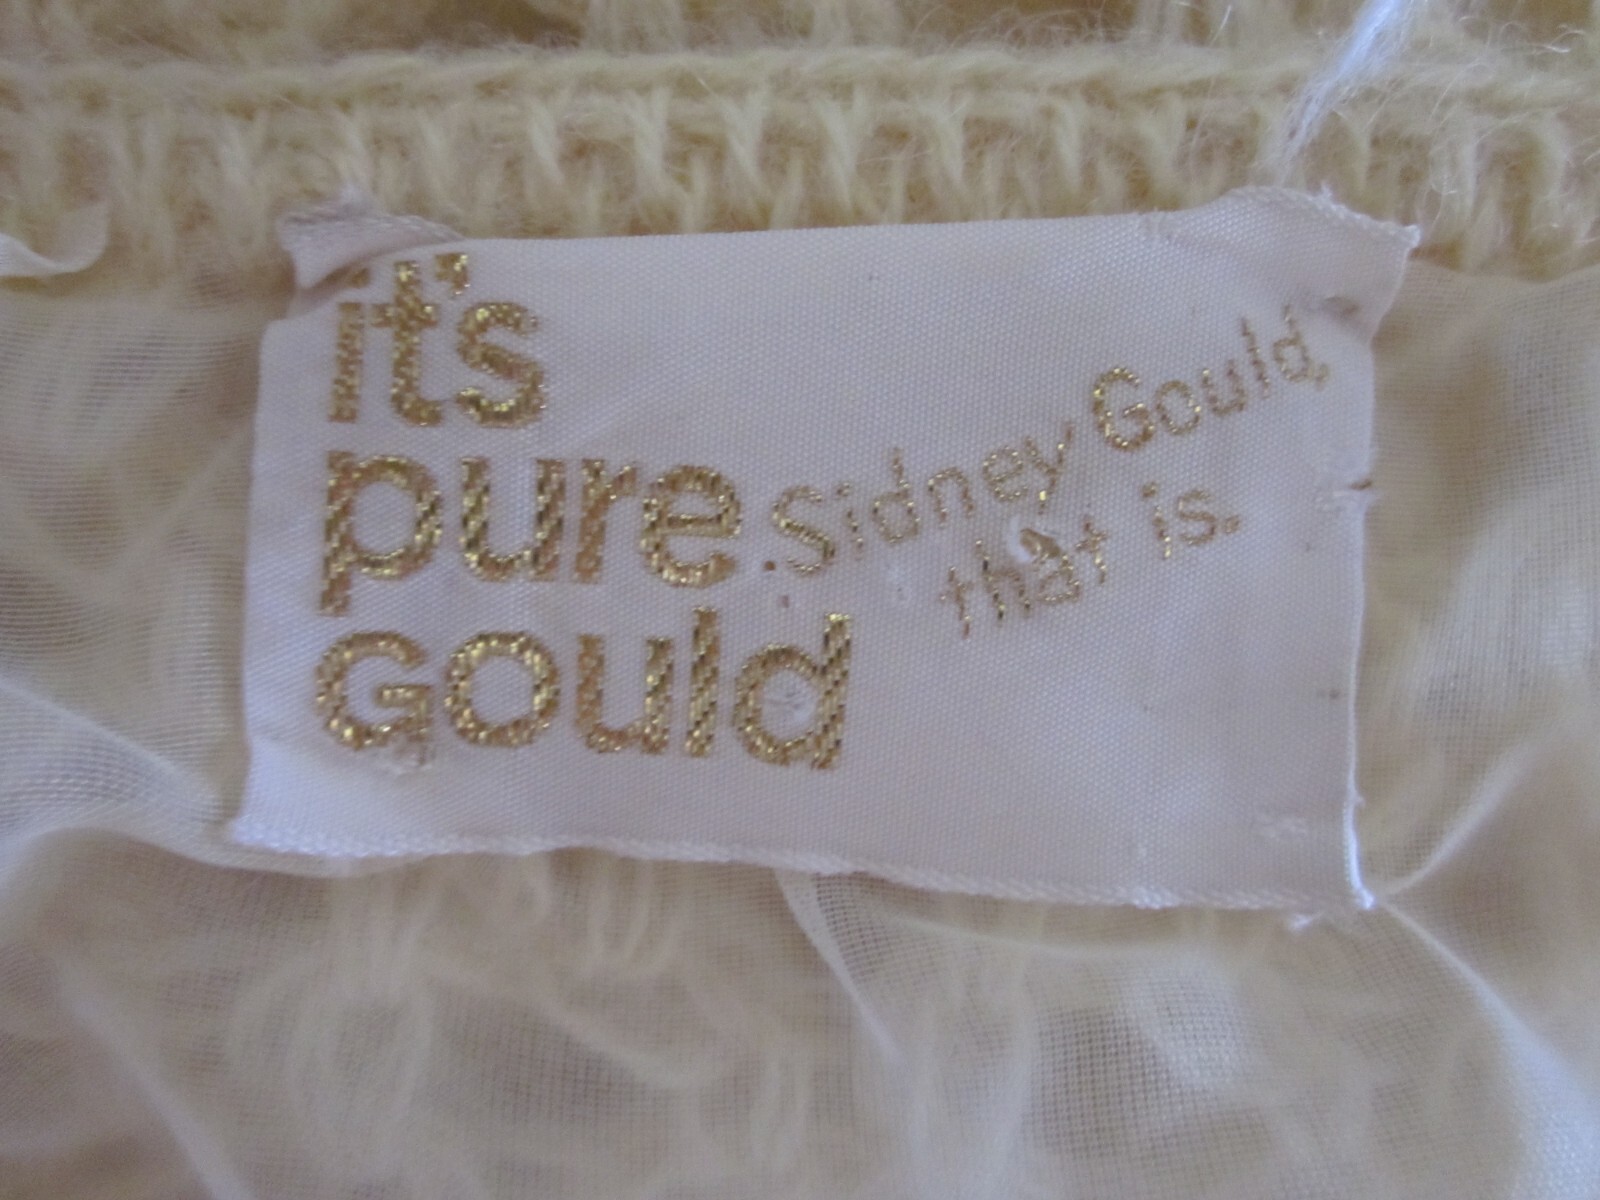 it's
pure.
Gould
Sidney Gould,
that is.